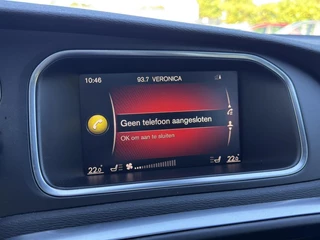 10:46 93.7 VERONICA
Geen telefoon aangesloten
OK om aan te sluiten
22.0 22.0